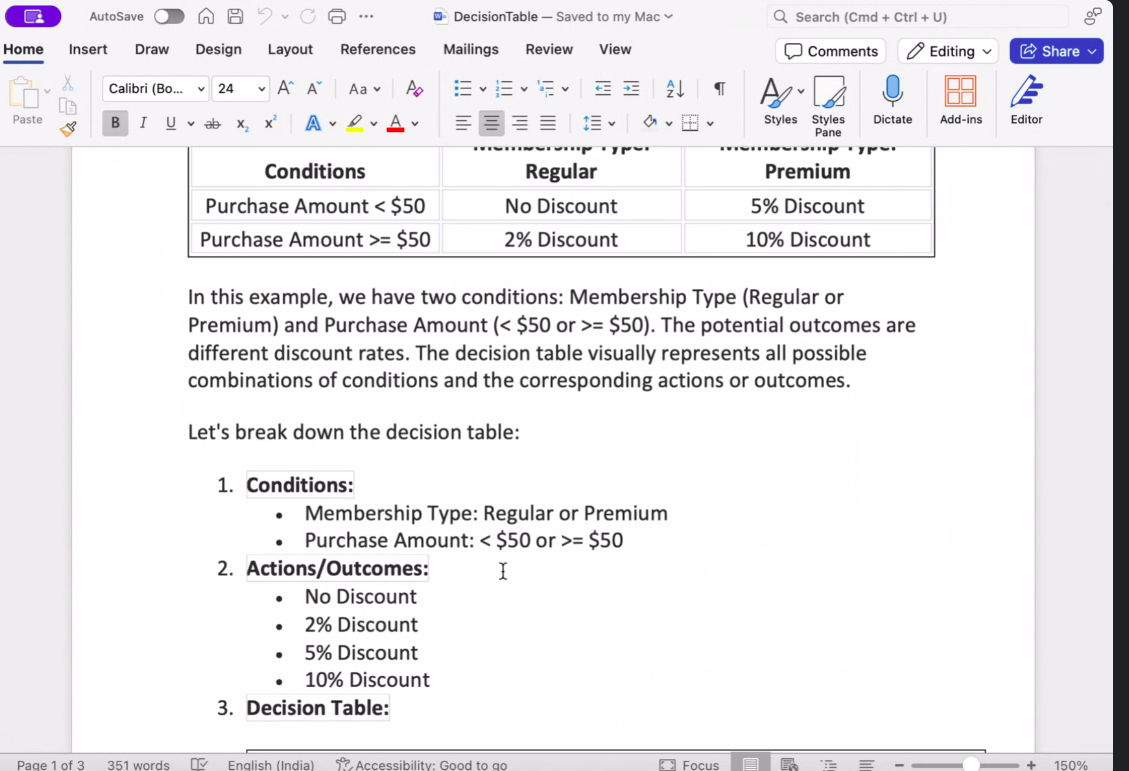 AutoSave
DecisionTable — Saved to my Mac
Search (Cmd + Ctrl + U)
Home Insert Draw Design Layout References Mailings Review View Comments Editing Share
Paste
Calibri (Bo... 24 Aa
B I U ab x₂ x² A A
Styles Styles Pane Dictate Add-ins Editor
Membership Type: Membership Type:
Conditions Regular Premium
Purchase Amount < $50 No Discount 5% Discount
Purchase Amount >= $50 2% Discount 10% Discount
In this example, we have two conditions: Membership Type (Regular or
Premium) and Purchase Amount (< $50 or >= $50). The potential outcomes are
different discount rates. The decision table visually represents all possible
combinations of conditions and the corresponding actions or outcomes.
Let's break down the decision table:
1. Conditions:
• Membership Type: Regular or Premium
• Purchase Amount: < $50 or >= $50
2. Actions/Outcomes:
• No Discount
• 2% Discount
• 5% Discount
• 10% Discount
3. Decision Table:
Page 1 of 3 351 words English (India) Accessibility: Good to go Focus 150%